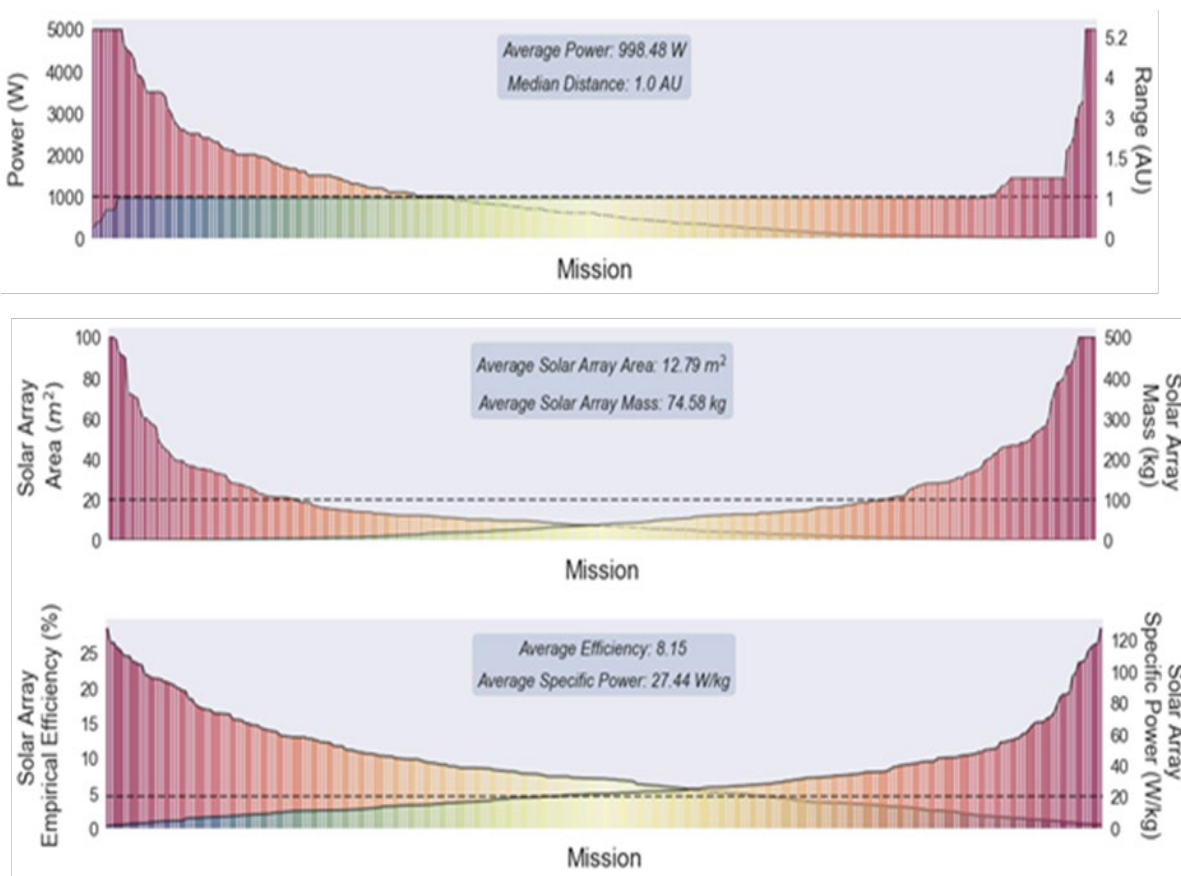 5000
4000
3000
2000
1000
0
Power (W)
Average Power: 998.48 W
Median Distance: 1.0 AU
5.2
4
3
1.5
1
0
Range (AU)
Mission
100
80
60
40
20
0
Solar Array
Area (m²)
Average Solar Array Area: 12.79 m²
Average Solar Array Mass: 74.58 kg
500
400
300
200
100
0
Solar Array
Mass (kg)
Mission
25
20
15
10
5
0
Solar Array
Empirical Efficiency (%)
Average Efficiency: 8.15
Average Specific Power: 27.44 W/kg
120
100
80
60
40
20
0
Solar Array
Specific Power (W/kg)
Mission